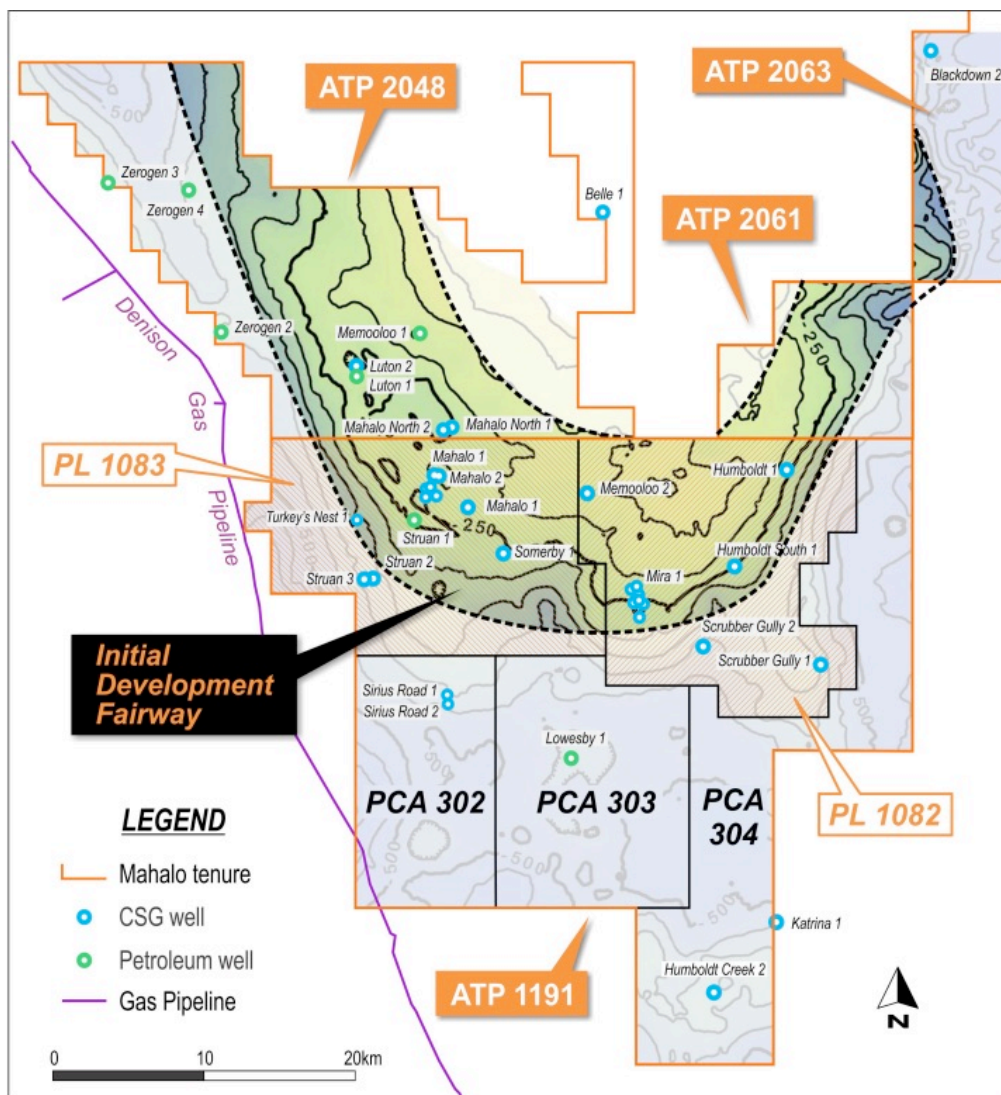 ATP 2048
ATP 2063
Blackdown 2
-500
Zerogen 3
Zerogen 4
Belle 1
ATP 2061
Denison
Gas
Pipeline
Zerogen 2
Memooloo 1
-250
Luton 2
Luton 1
Mahalo North 2
Mahalo North 1
PL 1083
Mahalo 1
Mahalo 2
Memooloo 2
Humboldt 1
Mahalo 1
Turkey's Nest 1
Struan 1
-250
Somerby 1
Struan 2
Struan 3
Humboldt South 1
Mira 1
Initial
Development
Fairway
Scrubber Gully 2
Scrubber Gully 1
Sirius Road 1
Sirius Road 2
Lowesby 1
PCA 302
PCA 303
PCA
304
PL 1082
-500
-500
-500
LEGEND
Mahalo tenure
CSG well
Petroleum well
Gas Pipeline
Katrina 1
Humboldt Creek 2
ATP 1191
N
0
10
20km